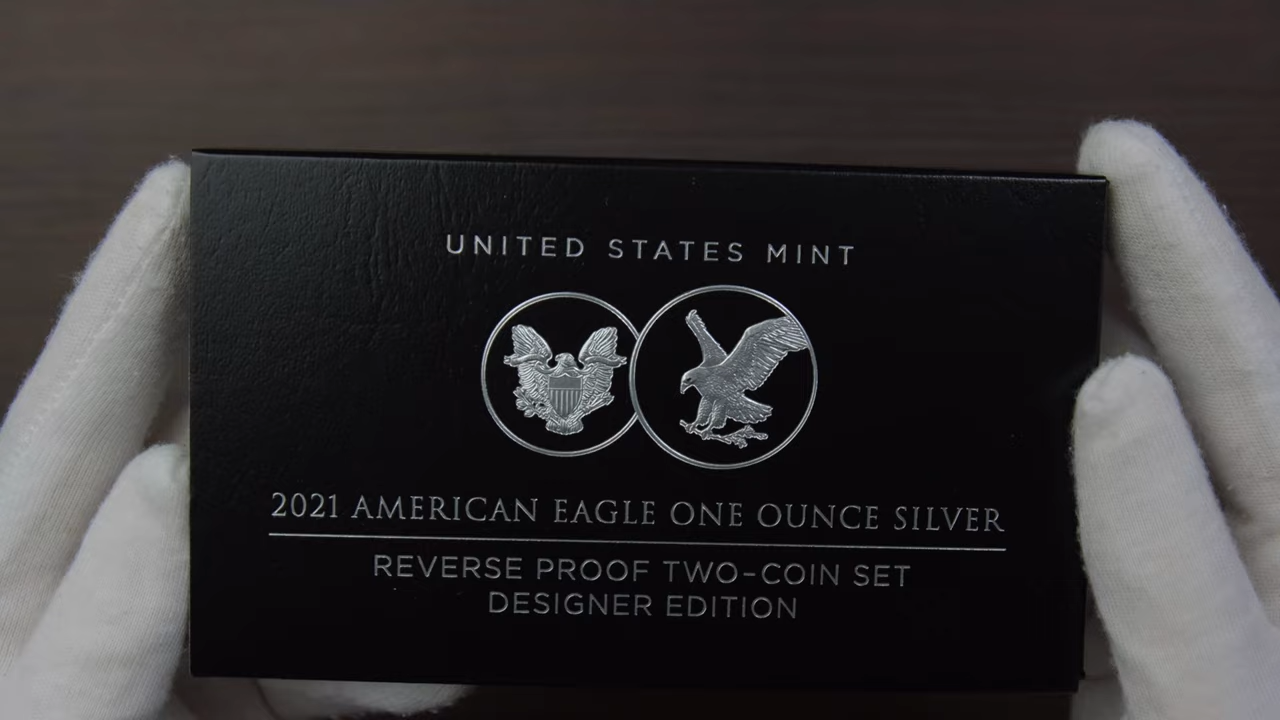 UNITED STATES MINT
2021 AMERICAN EAGLE ONE OUNCE SILVER
REVERSE PROOF TWO-COIN SET
DESIGNER EDITION